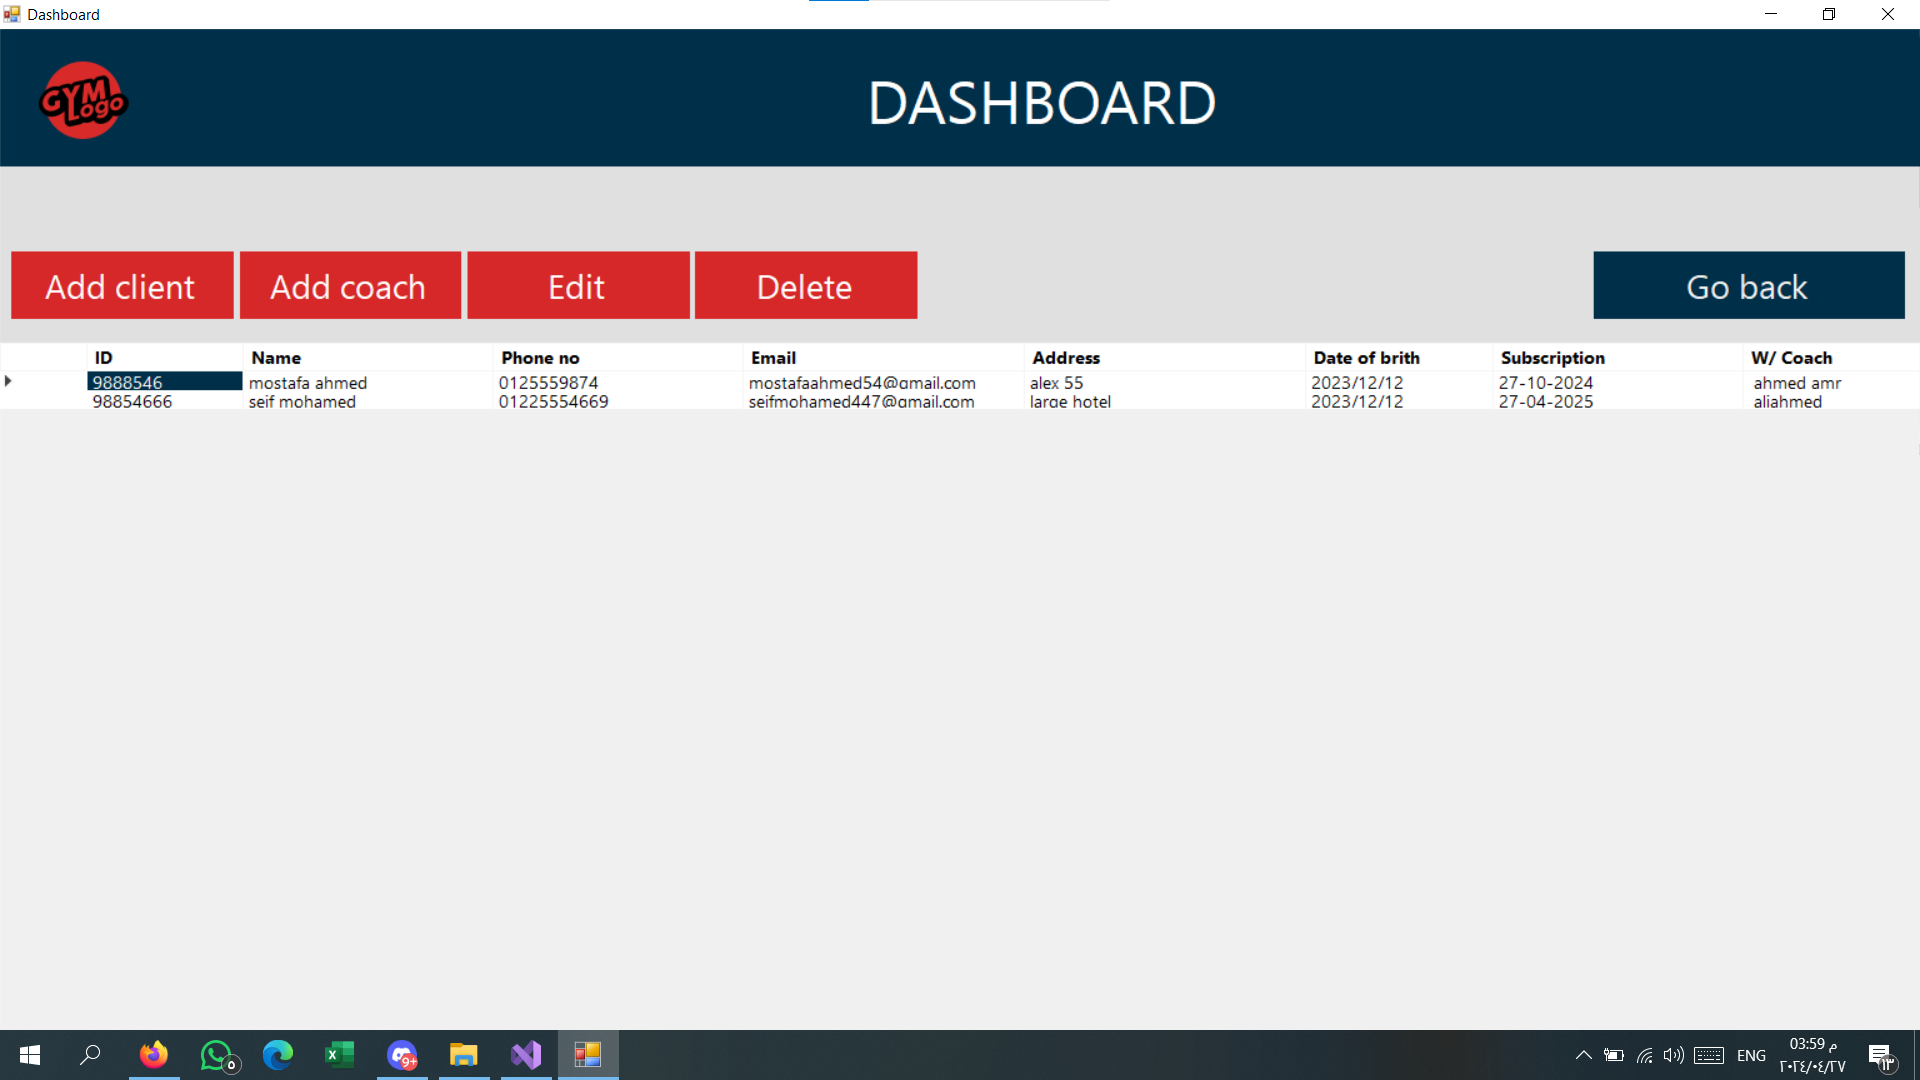 Dashboard
GYM
Logo
DASHBOARD
Add client Add coach Edit Delete Go back
ID Name Phone no Email Address Date of brith Subscription W/ Coach
9888546 mostafa ahmed 0125559874 mostafaahmed54@gmail.com alex 55 2023/12/12 27-10-2024 ahmed amr
98854666 seif mohamed 01225554669 seifmohamed447@gmail.com large hotel 2023/12/12 27-04-2025 aliahmed
9+
٥
ENG
03:59 م
٢٠٢٤/٠٤/٢٧
١٣